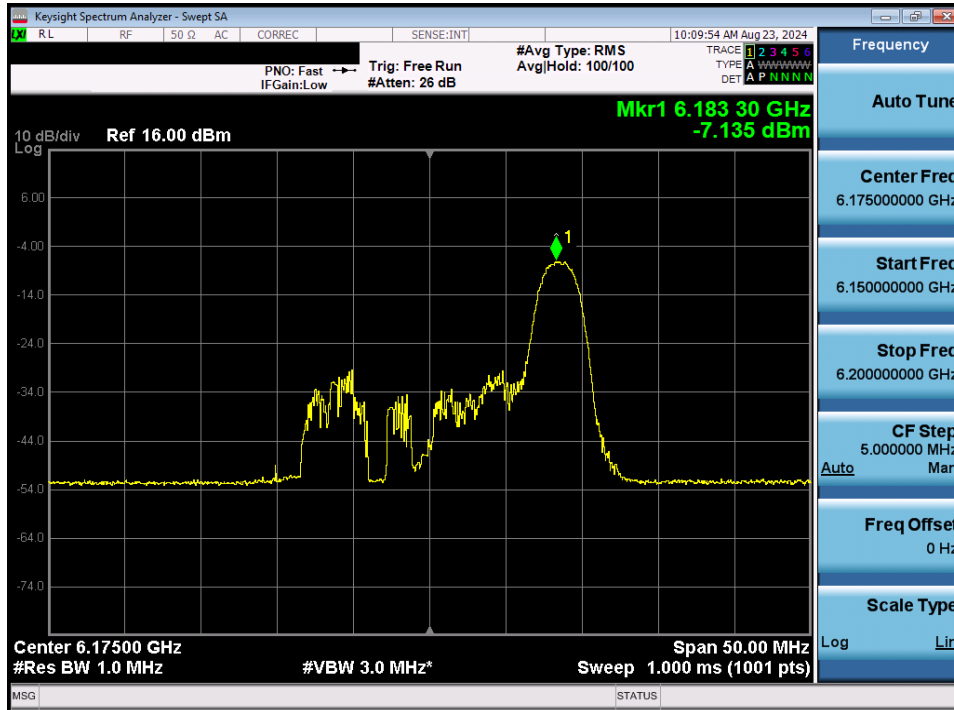 Keysight Spectrum Analyzer - Swept SA
LXI RL RF 50 Ω AC CORREC SENSE:INT 10:09:54 AM Aug 23, 2024
PNO: Fast Trig: Free Run #Avg Type: RMS TRACE 1 2 3 4 5 6
IFGain:Low #Atten: 26 dB Avg|Hold: 100/100 TYPE A WWWWW
DET A P N N N N
Mkr1 6.183 30 GHz
-7.135 dBm
10 dB/div Ref 16.00 dBm
Log
6.00
-4.00
1
-14.0
-24.0
-34.0
-44.0
-54.0
-64.0
-74.0
Center 6.17500 GHz Span 50.00 MHz
#Res BW 1.0 MHz #VBW 3.0 MHz* Sweep 1.000 ms (1001 pts)
MSG STATUS
Frequency
Auto Tune
Center Freq
6.175000000 GHz
Start Freq
6.150000000 GHz
Stop Freq
6.200000000 GHz
CF Step
5.000000 MHz
Auto Man
Freq Offset
0 Hz
Scale Type
Log Lin